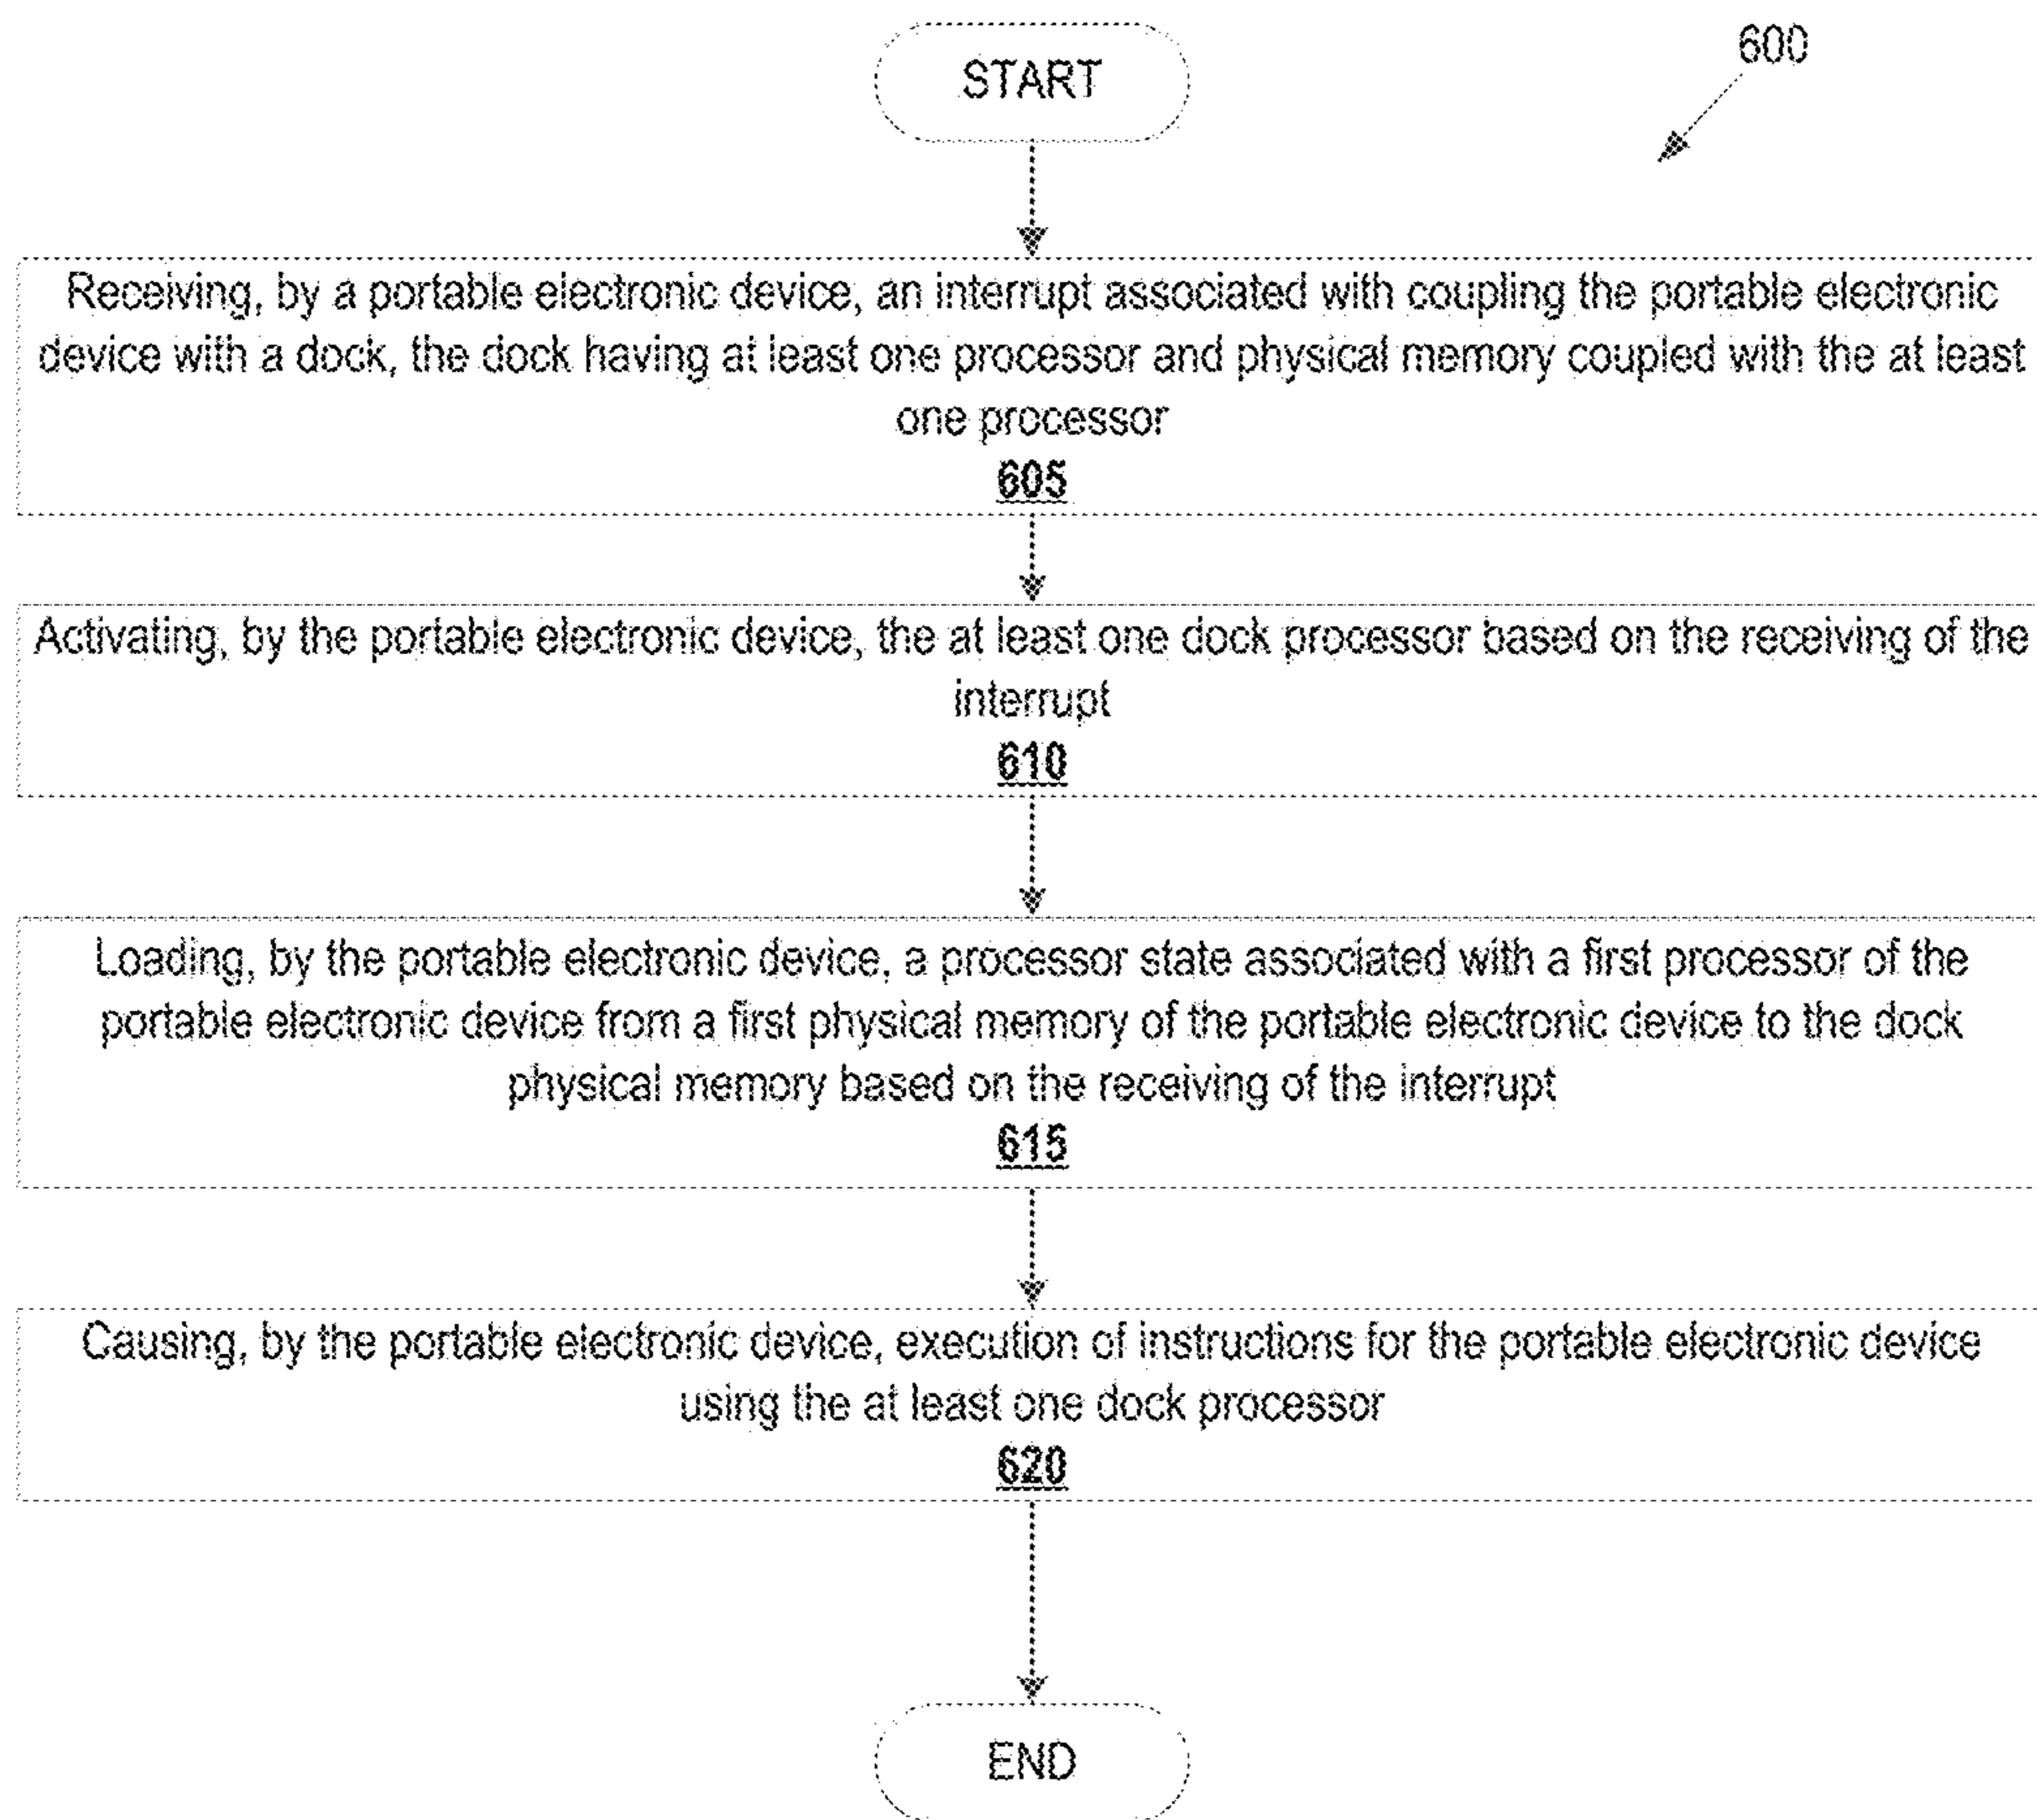 START
600
Receiving, by a portable electronic device, an interrupt associated with coupling the portable electronic
device with a dock, the dock having at least one processor and physical memory coupled with the at least
one processor
605
Activating, by the portable electronic device, the at least one dock processor based on the receiving of the
interrupt
610
Loading, by the portable electronic device, a processor state associated with a first processor of the
portable electronic device from a first physical memory of the portable electronic device to the dock
physical memory based on the receiving of the interrupt
615
Causing, by the portable electronic device, execution of instructions for the portable electronic device
using the at least one dock processor
620
END